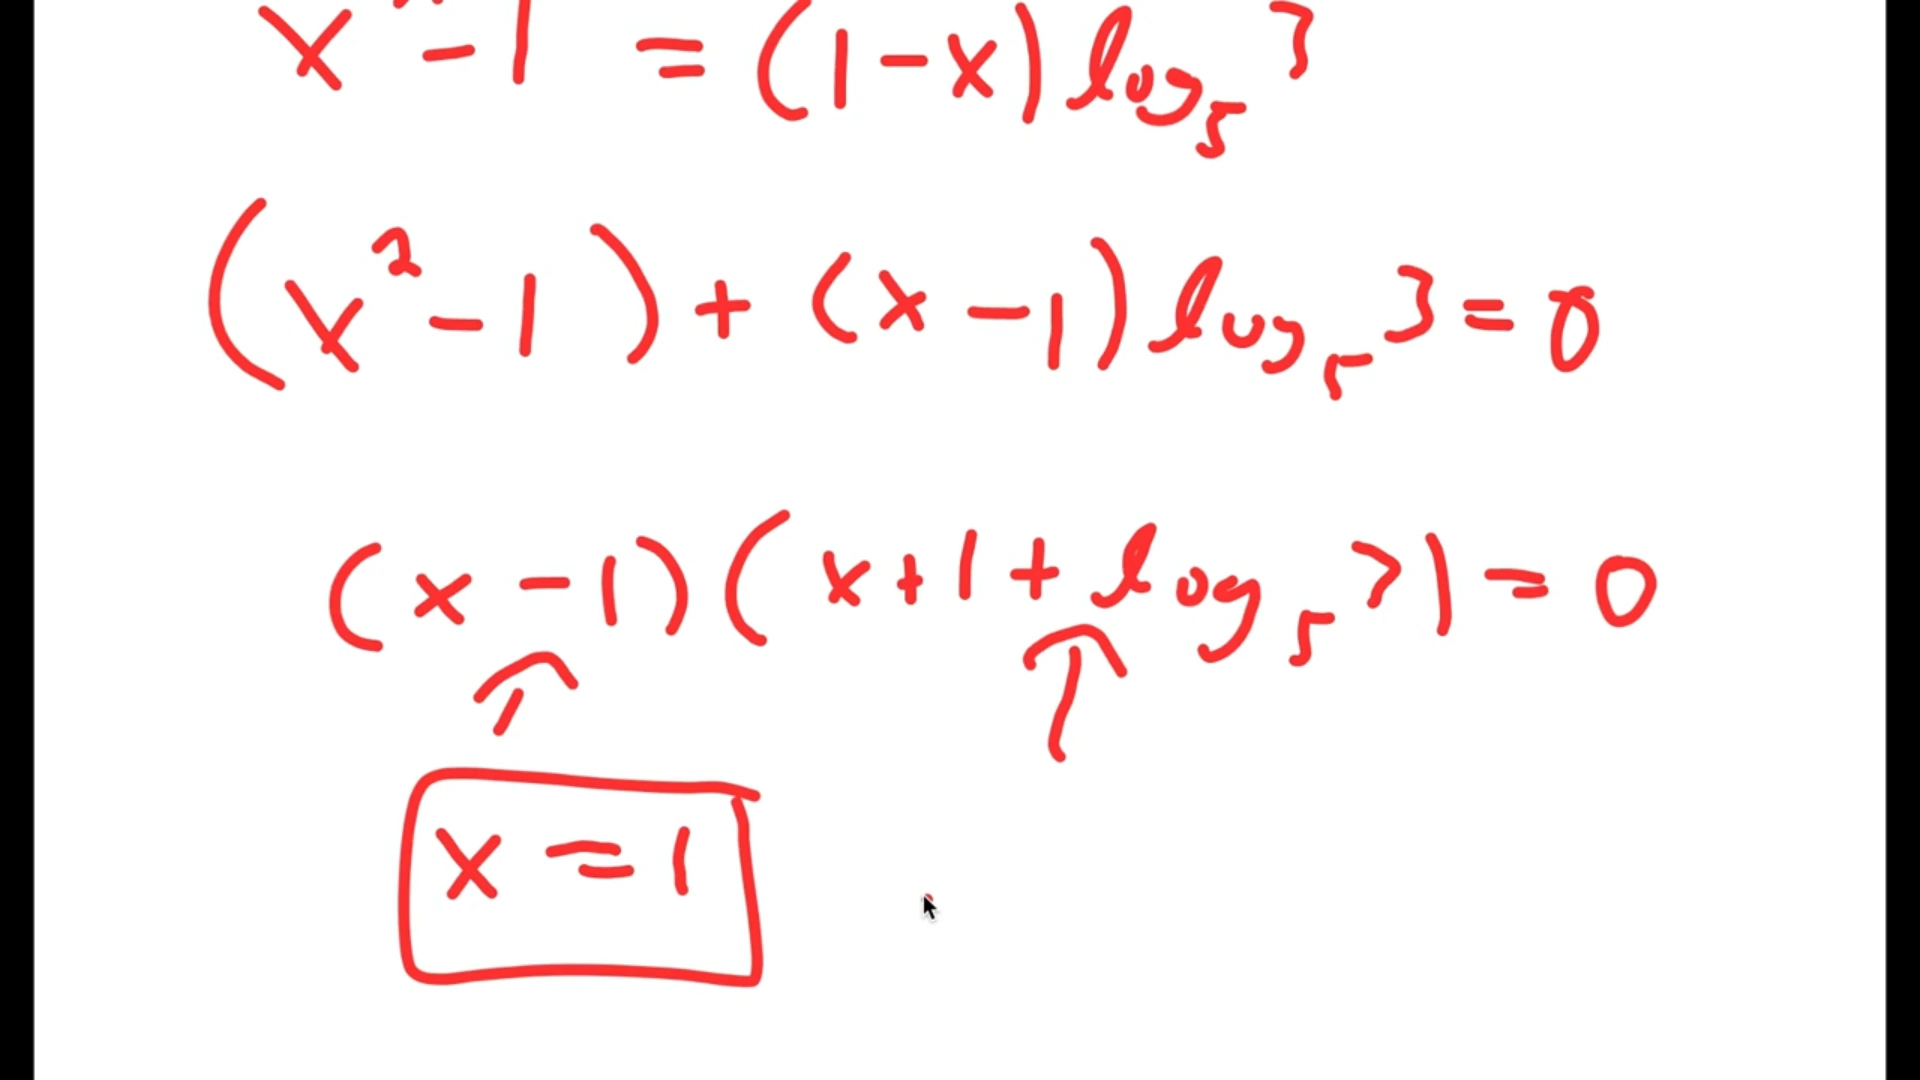 x² - 1 = (1 - x) log₅ 3
(x² - 1) + (x - 1) log₅ 3 = 0
(x - 1)(x + 1 + log₅ 3) = 0
x = 1